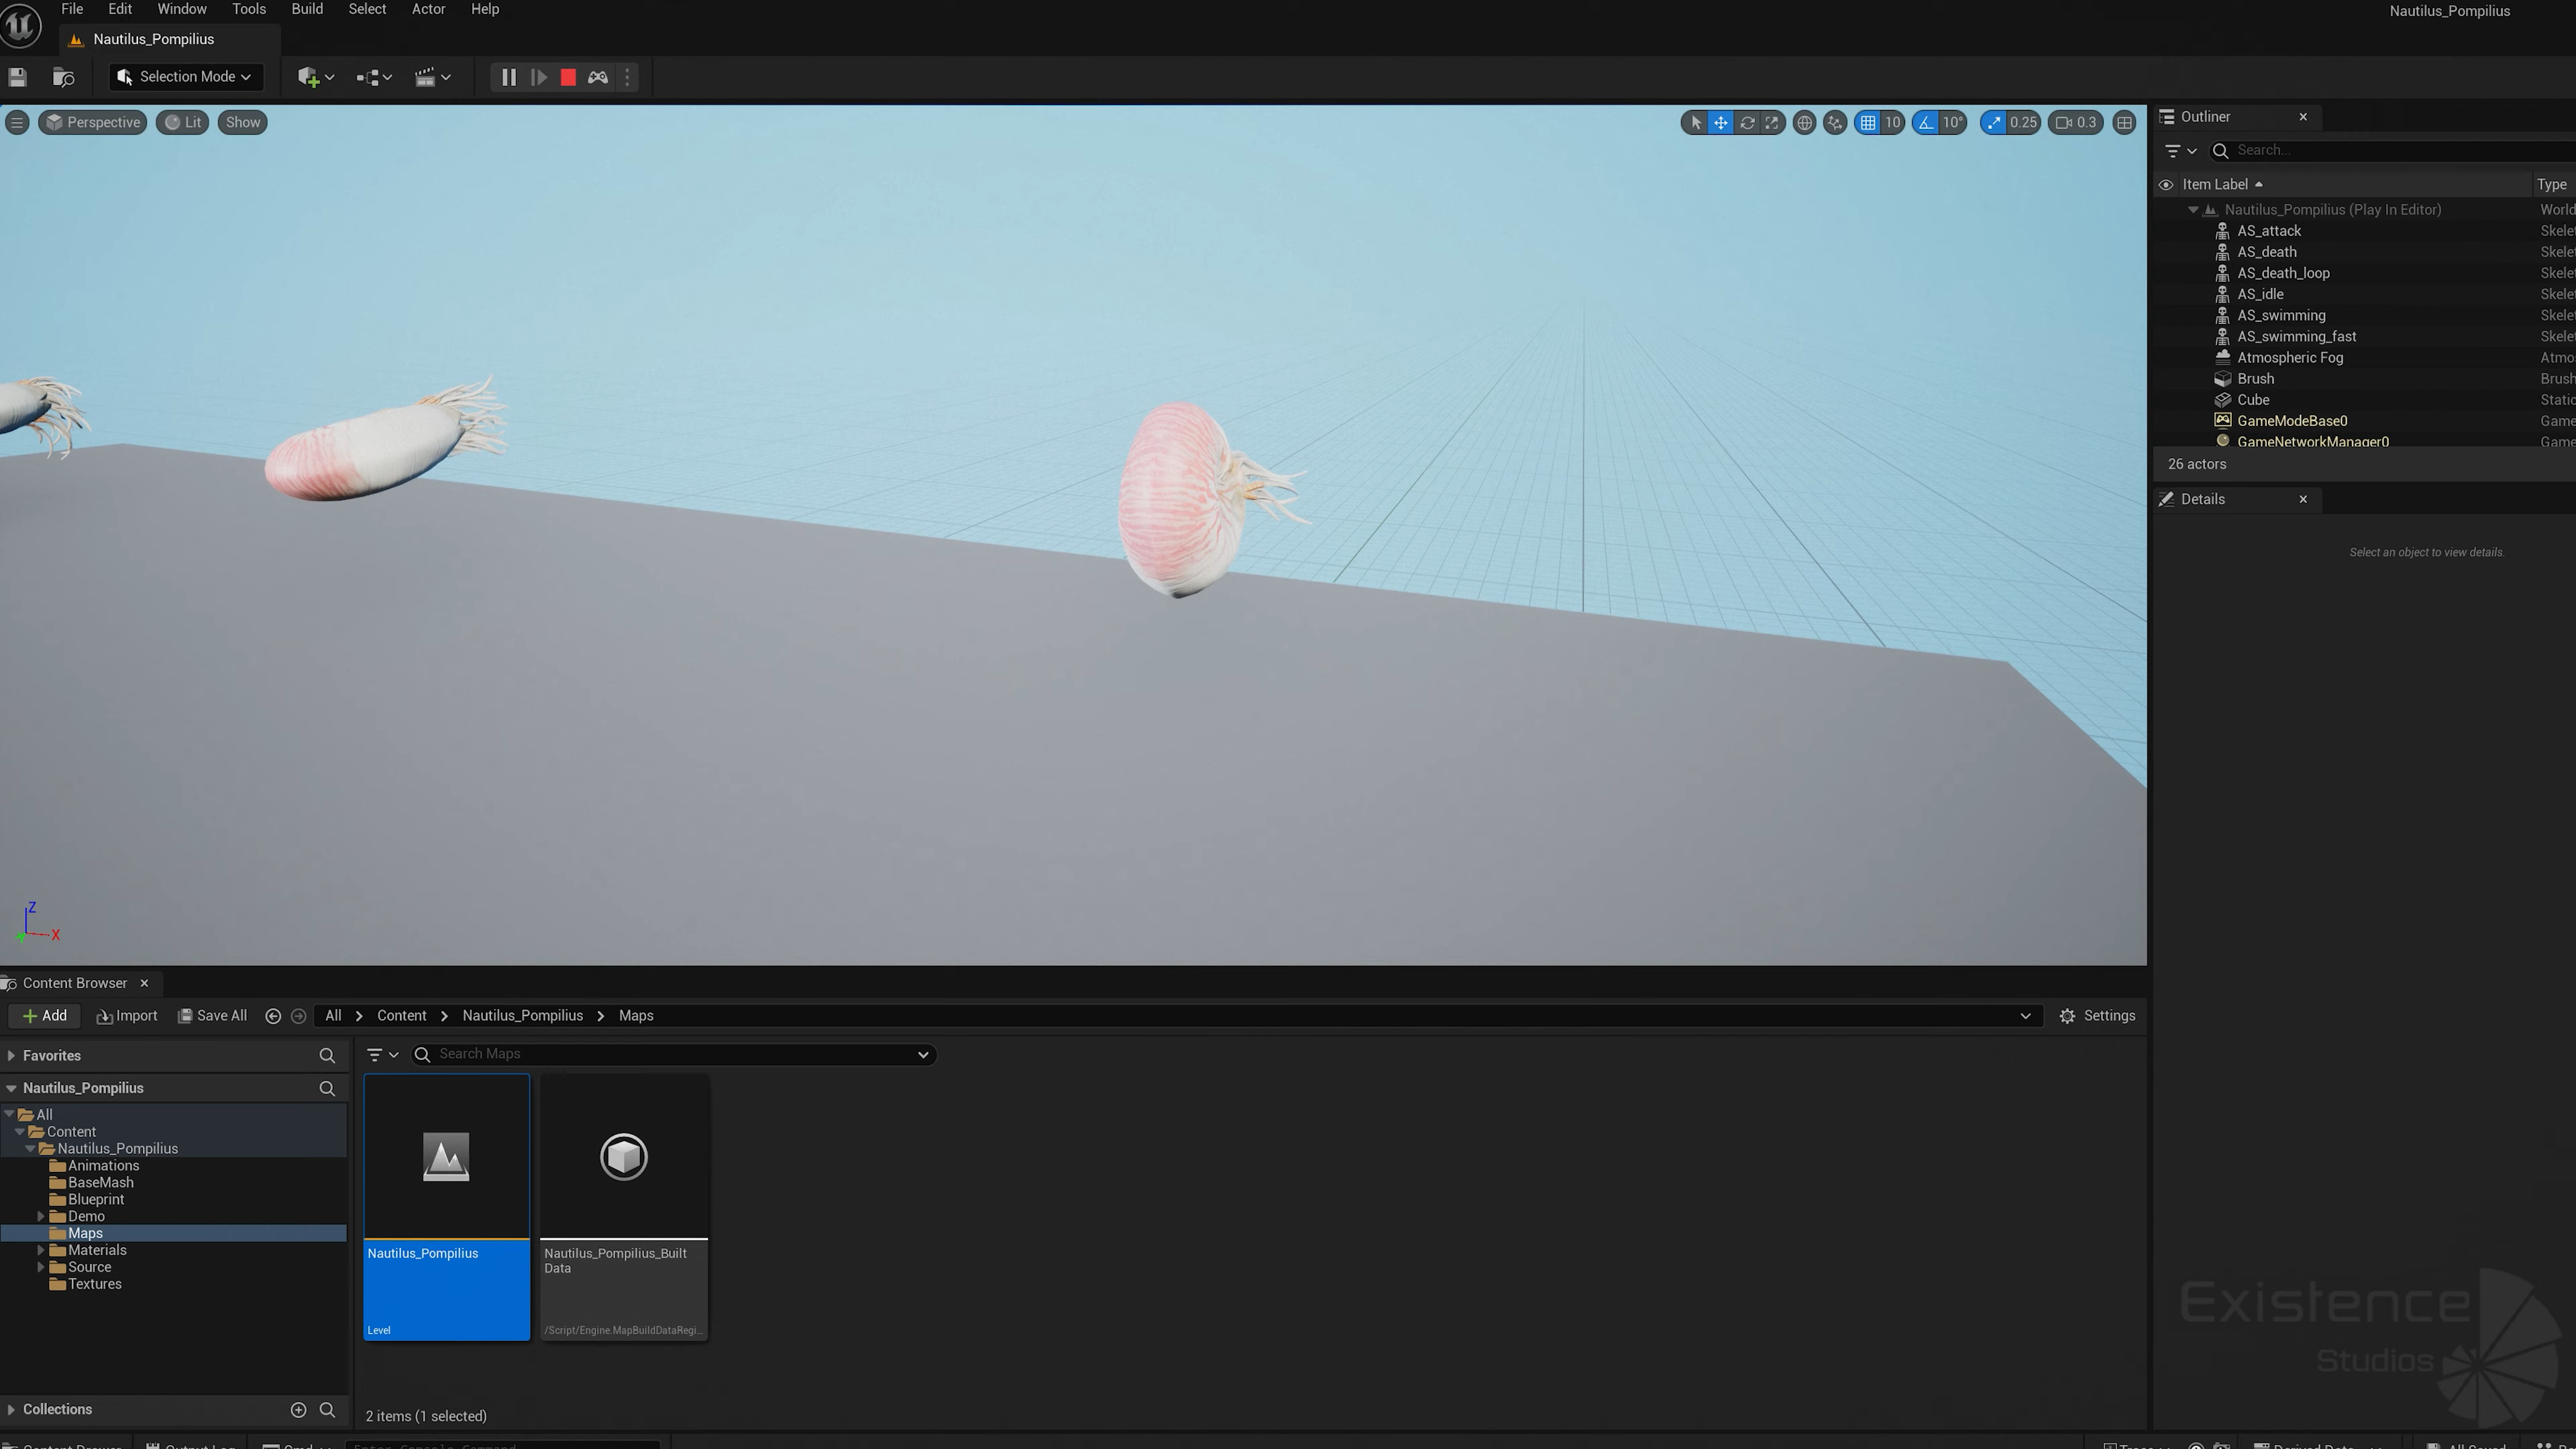 File Edit Window Tools Build Select Actor Help
Nautilus_Pompilius
Nautilus_Pompilius
Selection Mode
Perspective Lit Show
10 10° 0.25 0.3
Outliner
Search...
Item Label Type
Nautilus_Pompilius (Play In Editor) World
AS_attack Skele
AS_death Skele
AS_death_loop Skele
AS_idle Skele
AS_swimming Skele
AS_swimming_fast Skele
Atmospheric Fog Atmo
Brush Brush
Cube Static
GameModeBase0 Game
GameNetworkManager0 Game
26 actors
Details
Select an object to view details.
Z
X
Content Browser
Add Import Save All All Content Nautilus_Pompilius Maps Settings
Favorites
Search Maps
Nautilus_Pompilius
All
Content
Nautilus_Pompilius
Animations
BaseMash
Blueprint
Demo
Maps
Materials
Source
Textures
Nautilus_Pompilius
Level
Nautilus_Pompilius_Built
Data
/Script/Engine.MapBuildDataRegi...
Collections
2 items (1 selected)
Existence
Studios